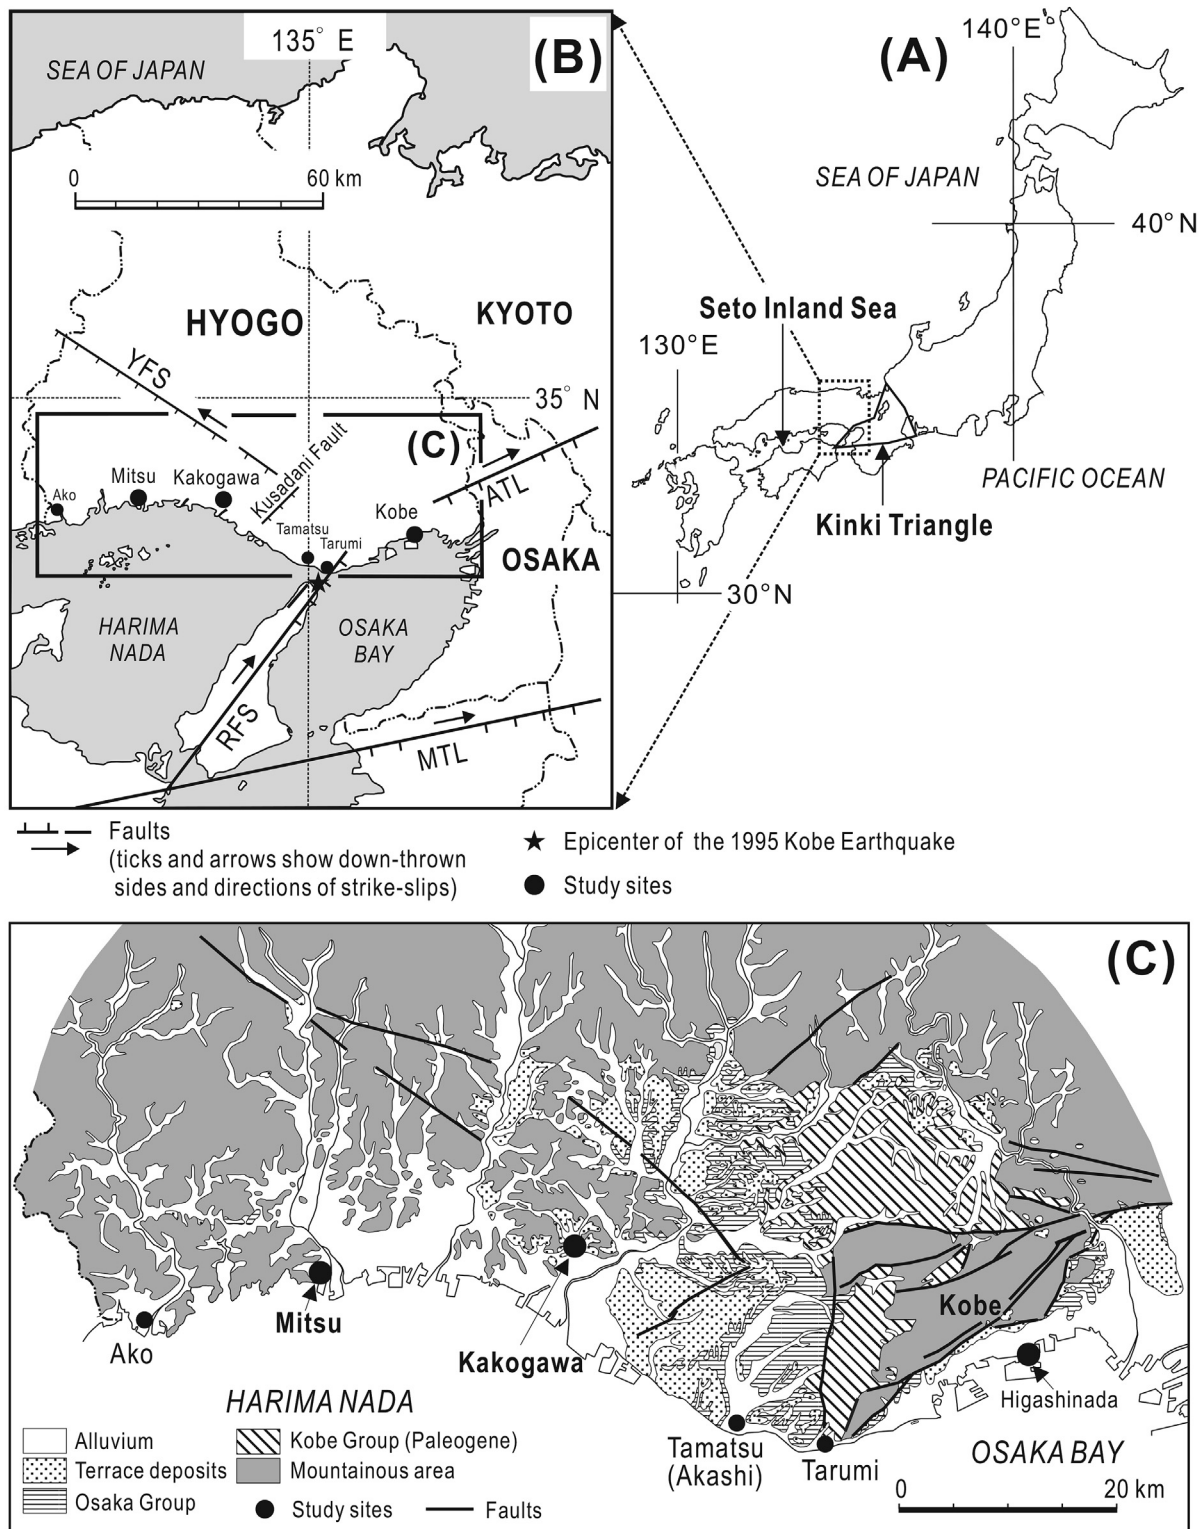 135° E
(B)
SEA OF JAPAN
0 60 km
HYOGO
KYOTO
YFS
35° N
(C)
Kusadani Fault
ATL
Mitsu
Kakogawa
Ako
Tamatsu
Tarumi
Kobe
OSAKA
HARIMA
NADA
OSAKA
BAY
RFS
MTL
140°E
(A)
SEA OF JAPAN
40°N
Seto Inland Sea
130°E
PACIFIC OCEAN
Kinki Triangle
30°N
Faults
(ticks and arrows show down-thrown
sides and directions of strike-slips)
Epicenter of the 1995 Kobe Earthquake
Study sites
(C)
Mitsu
Ako
Kakogawa
Kobe
Higashinada
Tamatsu
(Akashi)
Tarumi
HARIMA NADA
OSAKA BAY
Alluvium
Terrace deposits
Osaka Group
Kobe Group (Paleogene)
Mountainous area
Study sites
Faults
0 20 km